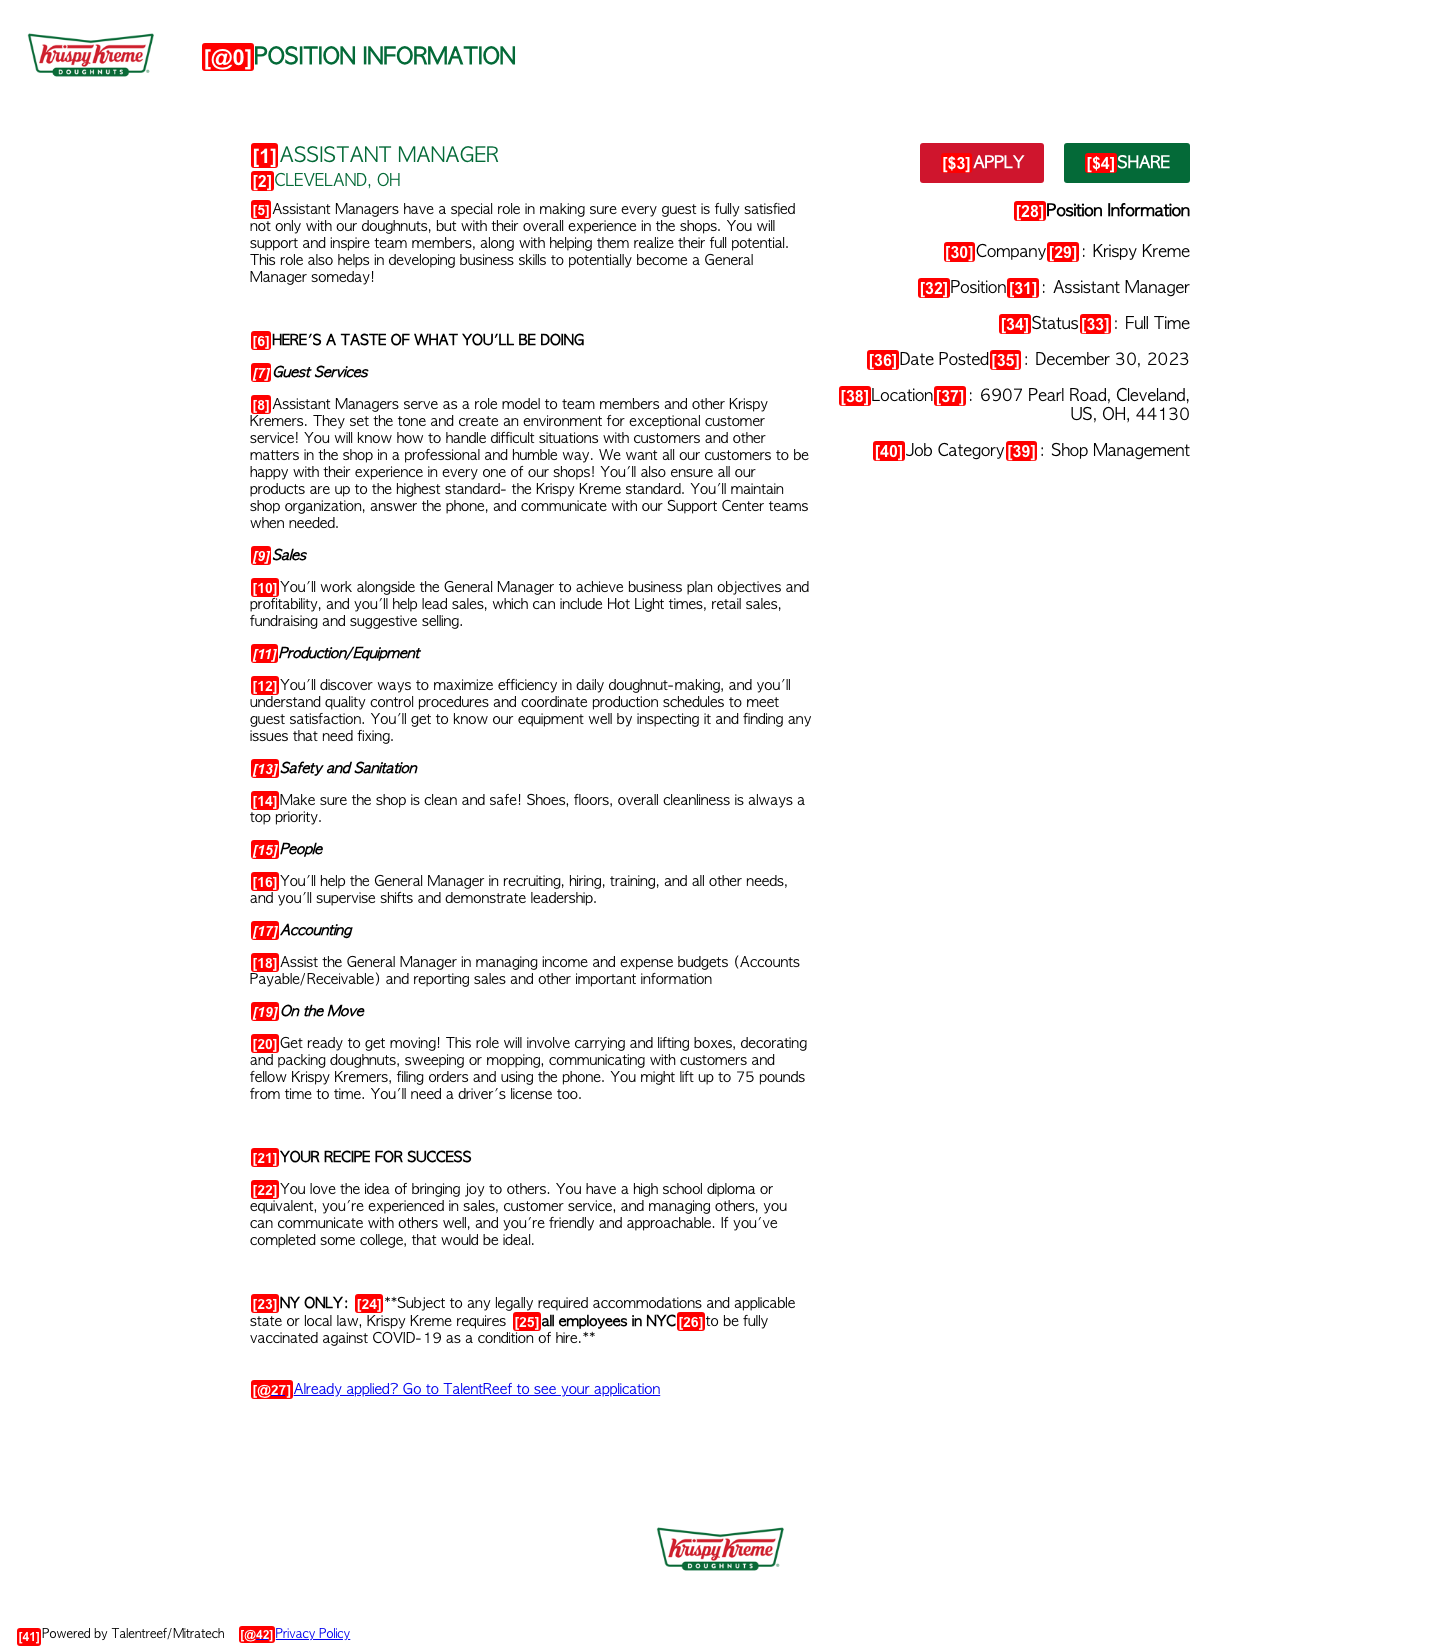 Krispy Kreme
DOUGHNUTS
[@0]POSITION INFORMATION
[1]ASSISTANT MANAGER
[2]CLEVELAND, OH
[$3]APPLY
[$4]SHARE
[5]Assistant Managers have a special role in making sure every guest is fully satisfied
not only with our doughnuts, but with their overall experience in the shops. You will
support and inspire team members, along with helping them realize their full potential.
This role also helps in developing business skills to potentially become a General
Manager someday!
[6]HERE'S A TASTE OF WHAT YOU'LL BE DOING
[7]Guest Services
[8]Assistant Managers serve as a role model to team members and other Krispy
Kremers. They set the tone and create an environment for exceptional customer
service! You will know how to handle difficult situations with customers and other
matters in the shop in a professional and humble way. We want all our customers to be
happy with their experience in every one of our shops! You'll also ensure all our
products are up to the highest standard- the Krispy Kreme standard. You'll maintain
shop organization, answer the phone, and communicate with our Support Center teams
when needed.
[9]Sales
[10]You'll work alongside the General Manager to achieve business plan objectives and
profitability, and you'll help lead sales, which can include Hot Light times, retail sales,
fundraising and suggestive selling.
[11]Production/Equipment
[12]You'll discover ways to maximize efficiency in daily doughnut-making, and you'll
understand quality control procedures and coordinate production schedules to meet
guest satisfaction. You'll get to know our equipment well by inspecting it and finding any
issues that need fixing.
[13]Safety and Sanitation
[14]Make sure the shop is clean and safe! Shoes, floors, overall cleanliness is always a
top priority.
[15]People
[16]You'll help the General Manager in recruiting, hiring, training, and all other needs,
and you'll supervise shifts and demonstrate leadership.
[17]Accounting
[18]Assist the General Manager in managing income and expense budgets (Accounts
Payable/Receivable) and reporting sales and other important information
[19]On the Move
[20]Get ready to get moving! This role will involve carrying and lifting boxes, decorating
and packing doughnuts, sweeping or mopping, communicating with customers and
fellow Krispy Kremers, filing orders and using the phone. You might lift up to 75 pounds
from time to time. You'll need a driver's license too.
[21]YOUR RECIPE FOR SUCCESS
[22]You love the idea of bringing joy to others. You have a high school diploma or
equivalent, you're experienced in sales, customer service, and managing others, you
can communicate with others well, and you're friendly and approachable. If you've
completed some college, that would be ideal.
[23]NY ONLY: [24]**Subject to any legally required accommodations and applicable
state or local law, Krispy Kreme requires [25]all employees in NYC[26]to be fully
vaccinated against COVID-19 as a condition of hire.**
[@27]Already applied? Go to TalentReef to see your application
[28]Position Information
[30]Company[29]: Krispy Kreme
[32]Position[31]: Assistant Manager
[34]Status[33]: Full Time
[36]Date Posted[35]: December 30, 2023
[38]Location[37]: 6907 Pearl Road, Cleveland,
US, OH, 44130
[40]Job Category[39]: Shop Management
Krispy Kreme
DOUGHNUTS
[41]Powered by Talentreef/Mitratech [@42]Privacy Policy